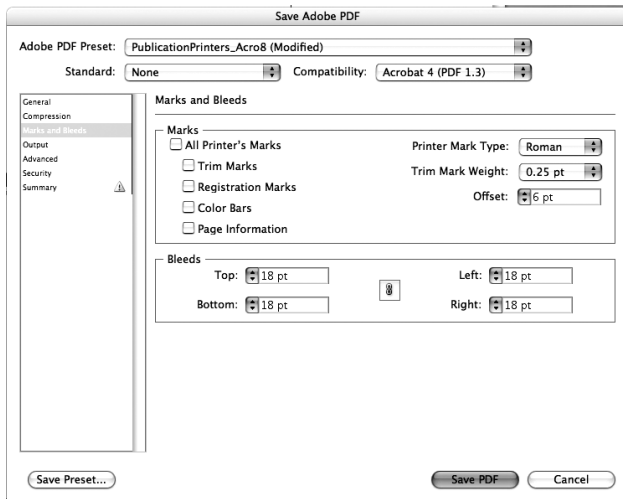 Save Adobe PDF
Adobe PDF Preset: PublicationPrinters_Acro8 (Modified)
Standard: None Compatibility: Acrobat 4 (PDF 1.3)
General
Compression
Marks and Bleeds
Output
Advanced
Security
Summary
Marks and Bleeds
Marks
All Printer's Marks
Trim Marks
Registration Marks
Color Bars
Page Information
Printer Mark Type: Roman
Trim Mark Weight: 0.25 pt
Offset: 6 pt
Bleeds
Top: 18 pt Left: 18 pt
Bottom: 18 pt Right: 18 pt
Save Preset... Save PDF Cancel